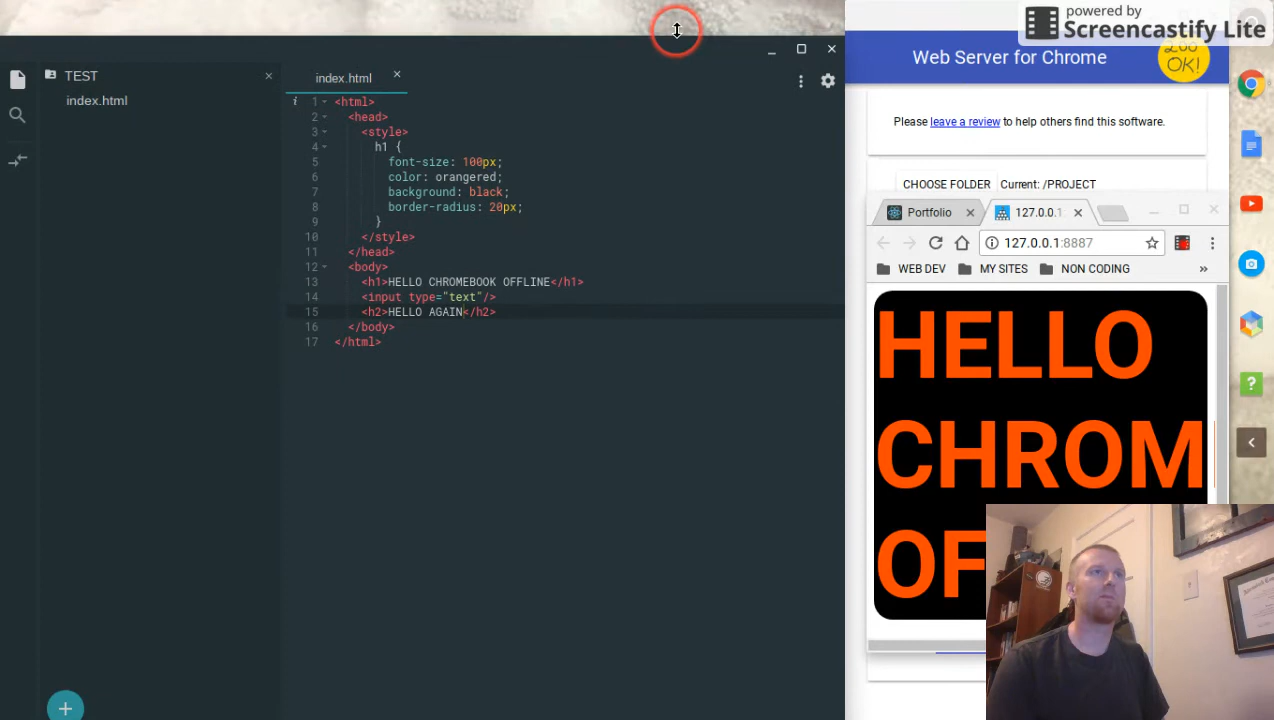 powered by
Screencastify Lite
TEST
index.html
index.html
1 <html>
2 <head>
3 <style>
4 h1 {
5 font-size: 100px;
6 color: orangered;
7 background: black;
8 border-radius: 20px;
9 }
10 </style>
11 </head>
12 <body>
13 <h1>HELLO CHROMEBOOK OFFLINE</h1>
14 <input type="text"/>
15 <h2>HELLO AGAIN</h2>
16 </body>
17 </html>
Web Server for Chrome
200
OK!
Please leave a review to help others find this software.
CHOOSE FOLDER Current: /PROJECT
Portfolio
127.0.0.1
127.0.0.1:8887
WEB DEV MY SITES NON CODING
HELLO
CHROM
OF